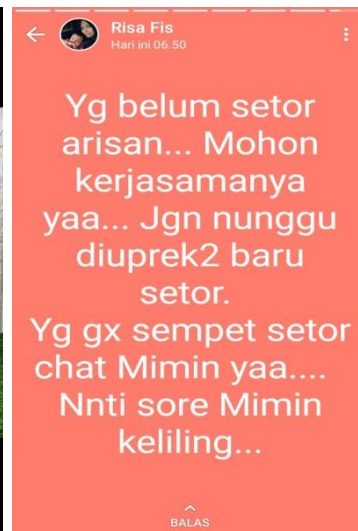 Risa Fis
Hari ini 06.50
Yg belum setor
arisan... Mohon
kerjasamanya
yaa... Jgn nunggu
diuprek2 baru
setor.
Yg gx sempet setor
chat Mimin yaa....
Nnti sore Mimin
keliling...
BALAS